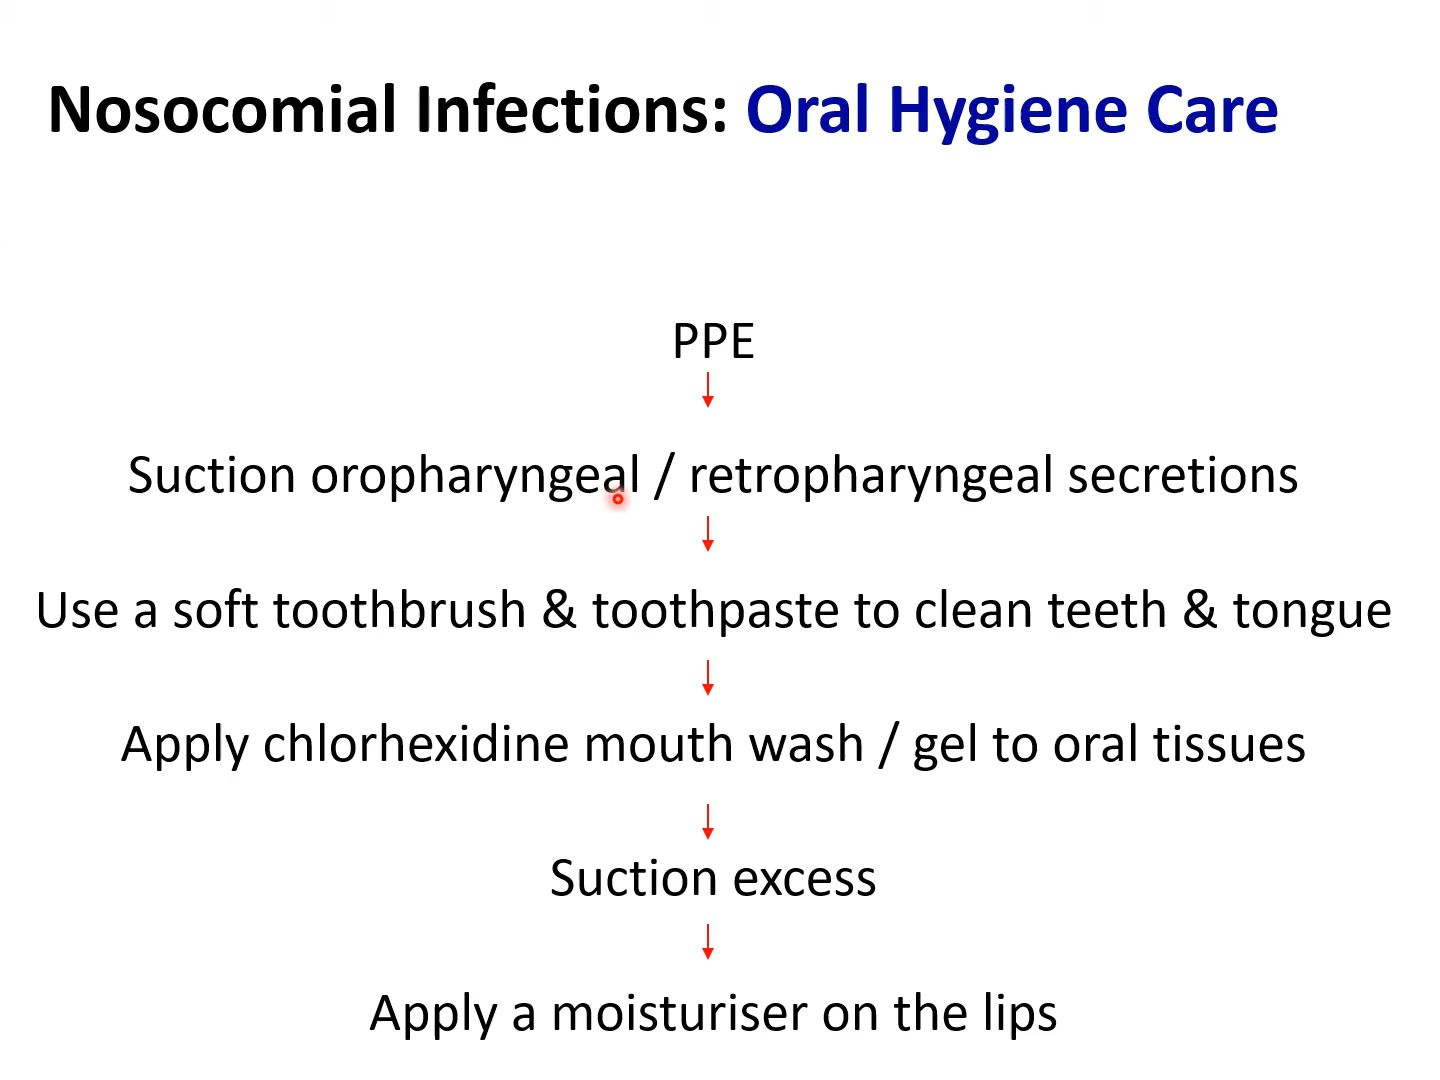 Nosocomial Infections: Oral Hygiene Care
PPE
Suction oropharyngeal / retropharyngeal secretions
Use a soft toothbrush & toothpaste to clean teeth & tongue
Apply chlorhexidine mouth wash / gel to oral tissues
Suction excess
Apply a moisturiser on the lips